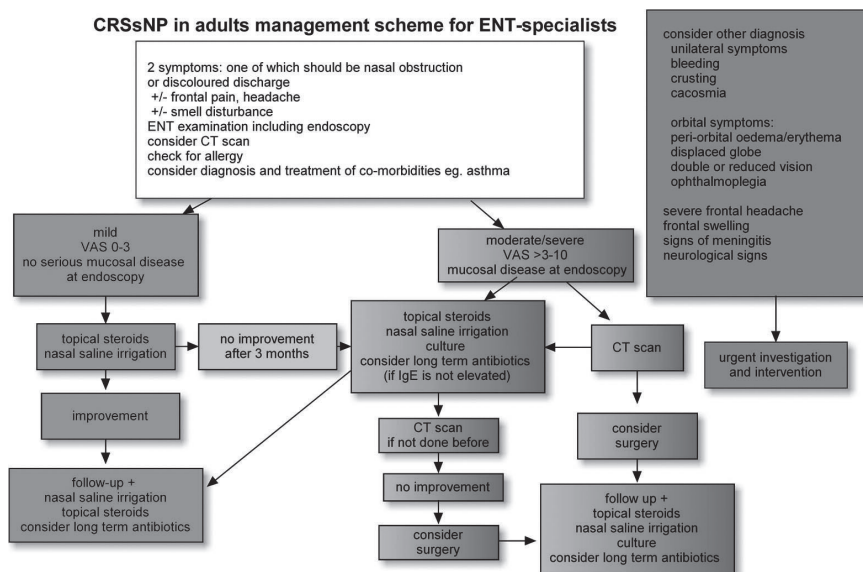 CRSsNP in adults management scheme for ENT-specialists
2 symptoms: one of which should be nasal obstruction
or discoloured discharge
+/- frontal pain, headache
+/- smell disturbance
ENT examination including endoscopy
consider CT scan
check for allergy
consider diagnosis and treatment of co-morbidities eg. asthma
consider other diagnosis
unilateral symptoms
bleeding
crusting
cacosmia
orbital symptoms:
peri-orbital oedema/erythema
displaced globe
double or reduced vision
ophthalmoplegia
severe frontal headache
frontal swelling
signs of meningitis
neurological signs
mild
VAS 0-3
no serious mucosal disease
at endoscopy
moderate/severe
VAS >3-10
mucosal disease at endoscopy
topical steroids
nasal saline irrigation
no improvement
after 3 months
topical steroids
nasal saline irrigation
culture
consider long term antibiotics
(if IgE is not elevated)
CT scan
urgent investigation
and intervention
improvement
CT scan
if not done before
consider
surgery
follow-up +
nasal saline irrigation
topical steroids
consider long term antibiotics
no improvement
consider
surgery
follow up +
topical steroids
nasal saline irrigation
culture
consider long term antibiotics